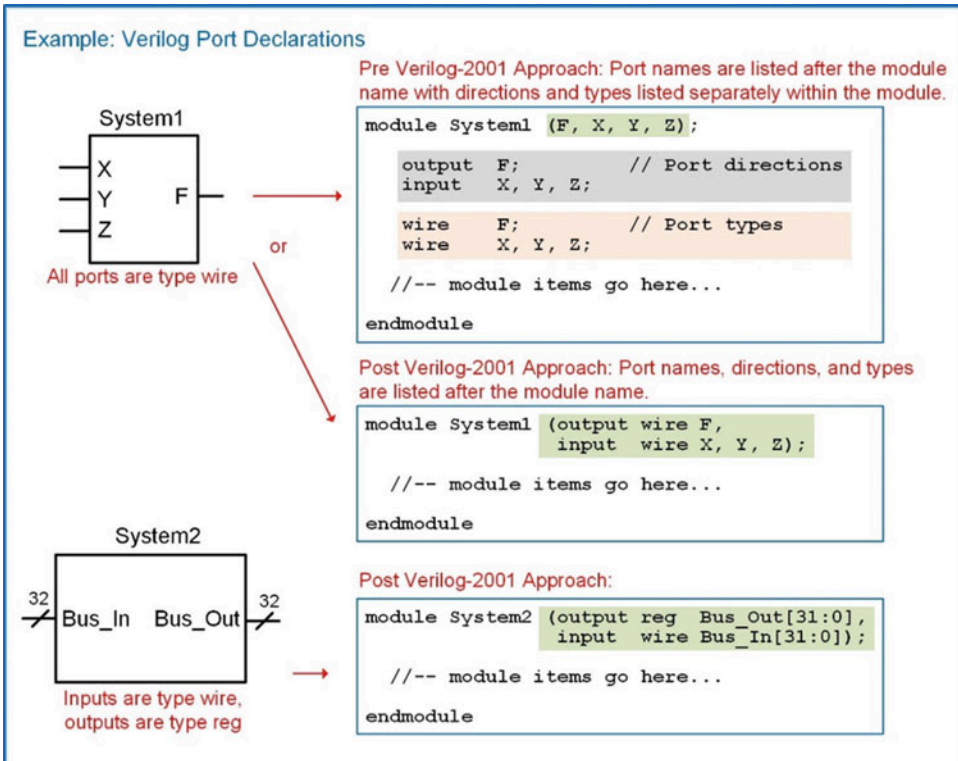 Example: Verilog Port Declarations
Pre Verilog-2001 Approach: Port names are listed after the module
name with directions and types listed separately within the module.
System1
X
Y
Z
F
All ports are type wire
or
module System1 (F, X, Y, Z);
output F; // Port directions
input X, Y, Z;
wire F; // Port types
wire X, Y, Z;
//-- module items go here...
endmodule
Post Verilog-2001 Approach: Port names, directions, and types
are listed after the module name.
module System1 (output wire F,
input wire X, Y, Z);
//-- module items go here...
endmodule
System2
32
Bus_In Bus_Out
32
Inputs are type wire,
outputs are type reg
Post Verilog-2001 Approach:
module System2 (output reg Bus_Out[31:0],
input wire Bus_In[31:0]);
//-- module items go here...
endmodule